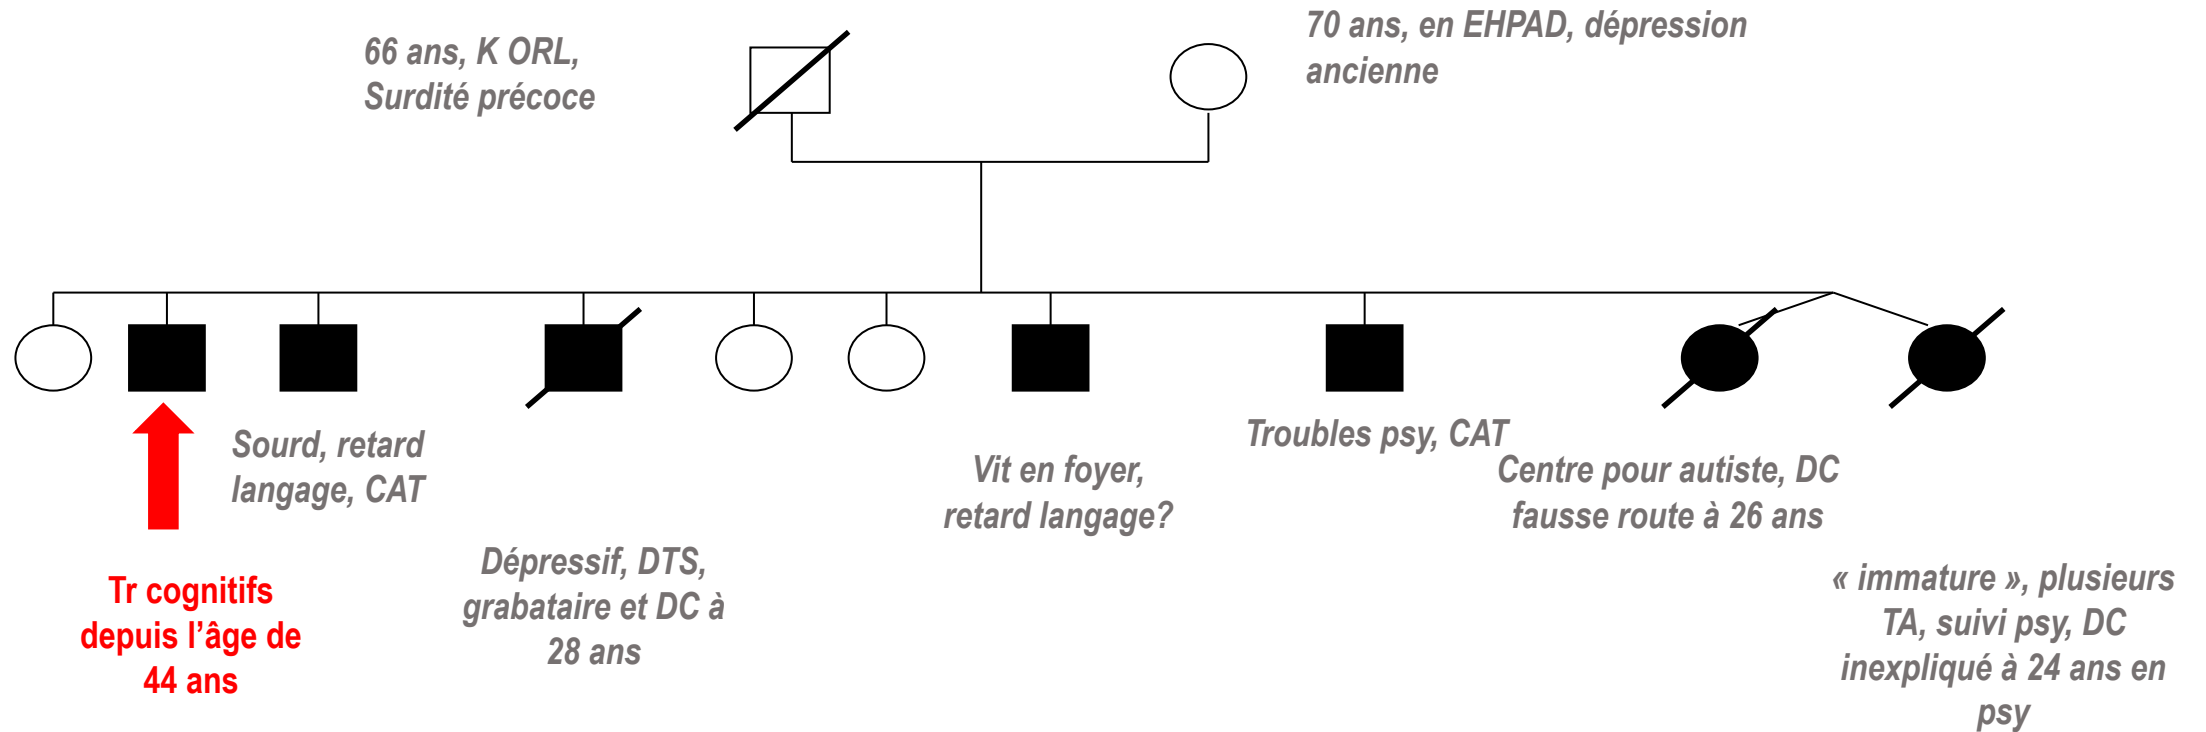 66 ans, K ORL,
Surdité précoce
70 ans, en EHPAD, dépression
ancienne
Sourd, retard
langage, CAT
Tr cognitifs
depuis l'âge de
44 ans
Dépressif, DTS,
grabataire et DC à
28 ans
Vit en foyer,
retard langage?
Troubles psy, CAT
Centre pour autiste, DC
fausse route à 26 ans
« immature », plusieurs
TA, suivi psy, DC
inexpliqué à 24 ans en
psy